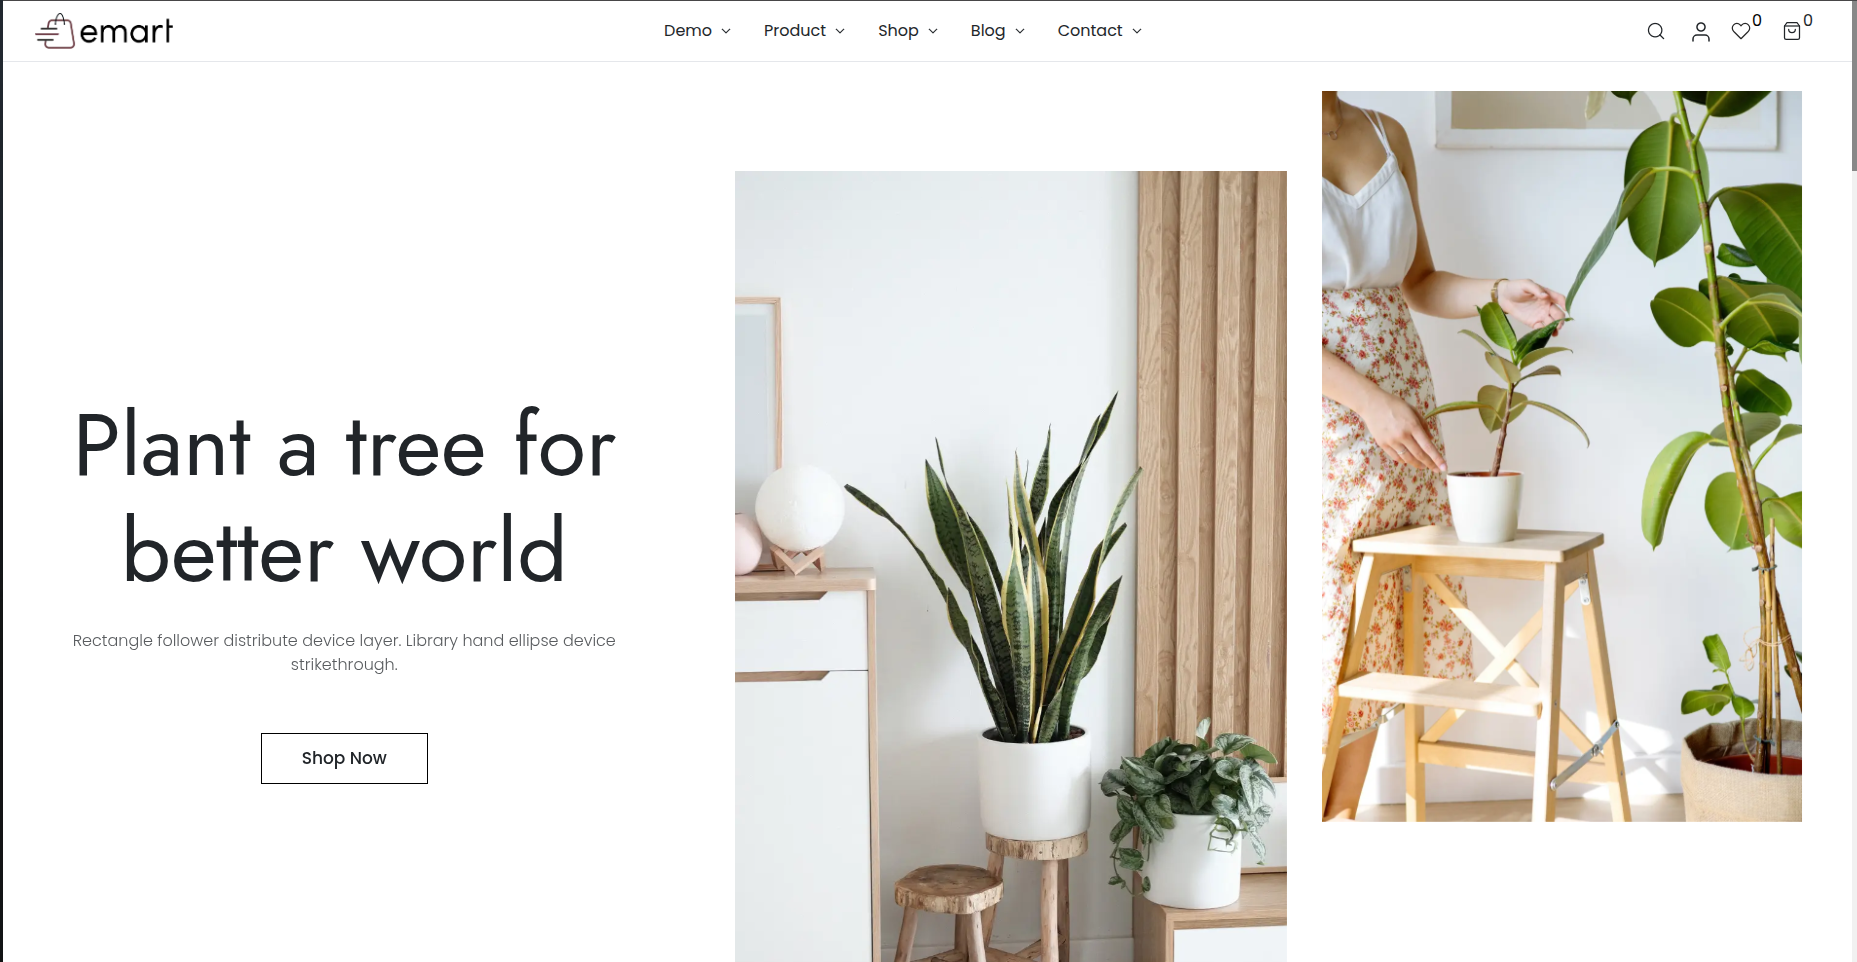 emart
Demo
Product
Shop
Blog
Contact
0
0
Plant a tree for
better world
Rectangle follower distribute device layer. Library hand ellipse device
strikethrough.
Shop Now